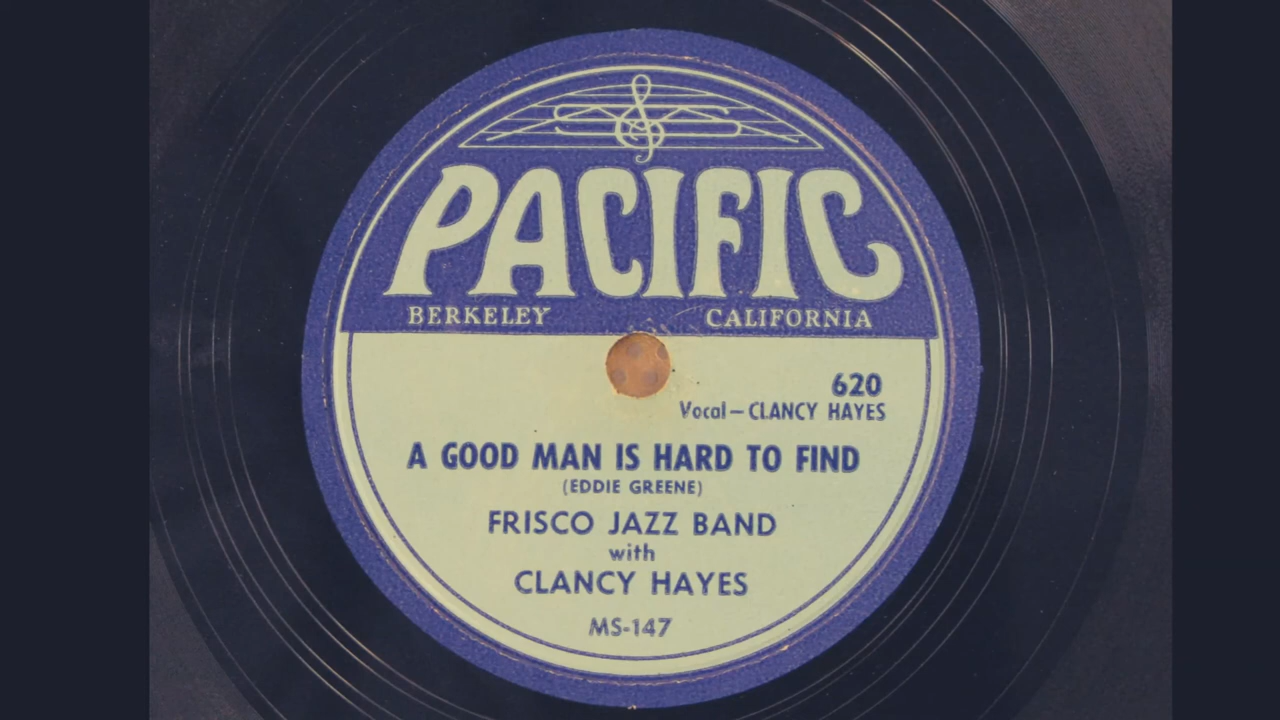 PACIFIC
BERKELEY CALIFORNIA
620
Vocal—CLANCY HAYES
A GOOD MAN IS HARD TO FIND
(EDDIE GREENE)
FRISCO JAZZ BAND
with
CLANCY HAYES
MS-147